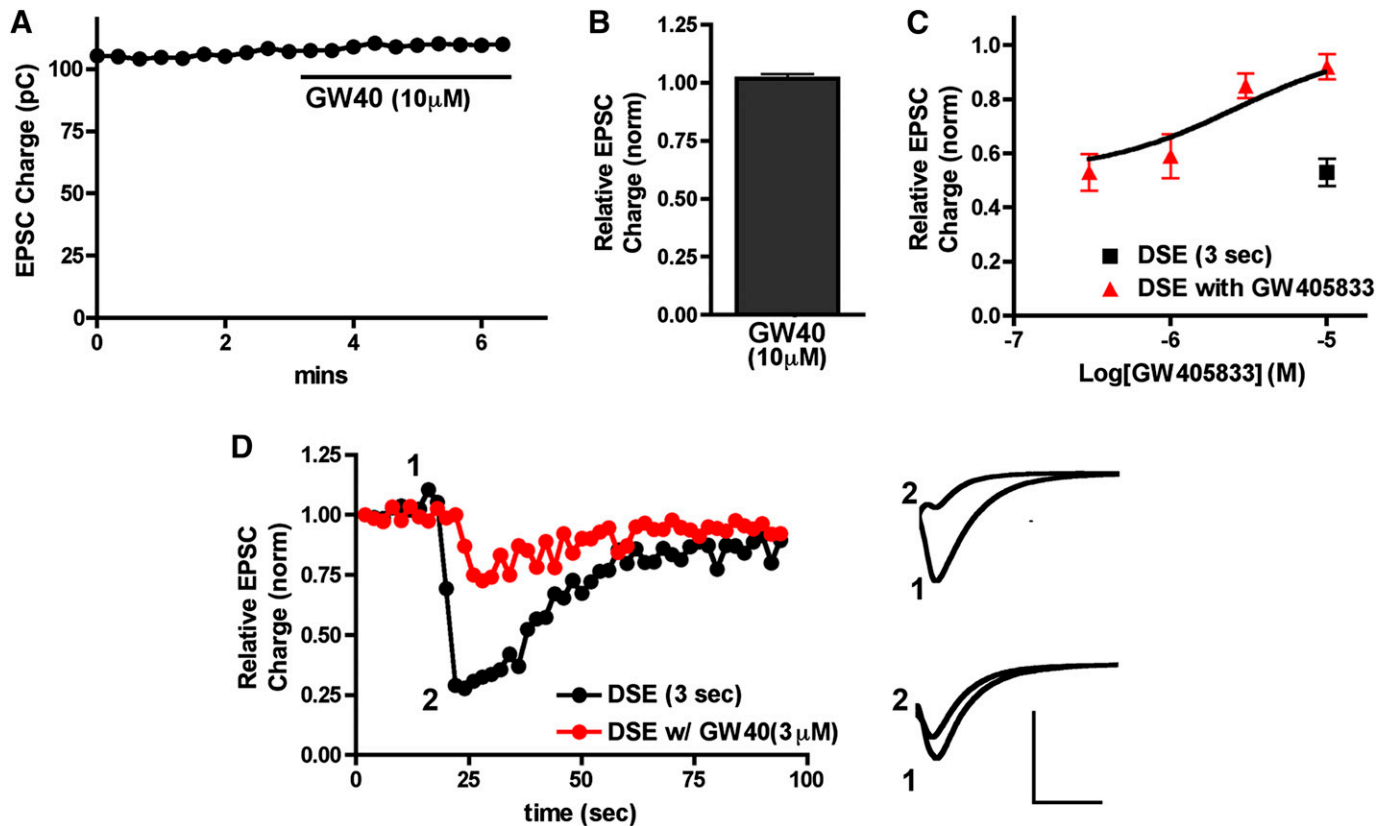 A
EPSC Charge (pC)
100
75
50
25
0
0 2 4 6
mins
GW40 (10μM)
B
Relative EPSC
Charge (norm)
1.25
1.00
0.75
0.50
0.25
0.00
GW40
(10μM)
C
Relative EPSC
Charge (norm)
1.0
0.8
0.6
0.4
0.2
0.0
-7 -6 -5
Log[GW405833] (M)
DSE (3 sec)
DSE with GW405833
D
Relative EPSC
Charge (norm)
1.25
1.00
0.75
0.50
0.25
0.00
0 25 50 75 100
time (sec)
1
2
DSE (3 sec)
DSE w/ GW40(3 μM)
2
1
2
1